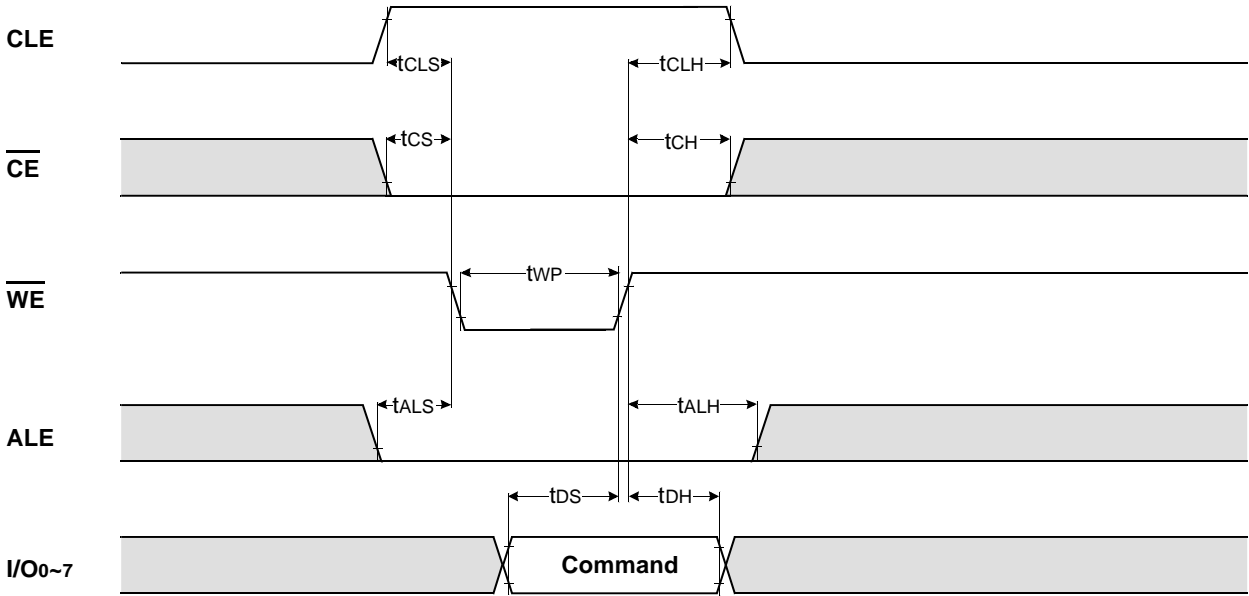 CLE
tCLS
tCLH
CE
tCS
tCH
WE
tWP
ALE
tALS
tALH
tDS
tDH
I/O0~7
Command